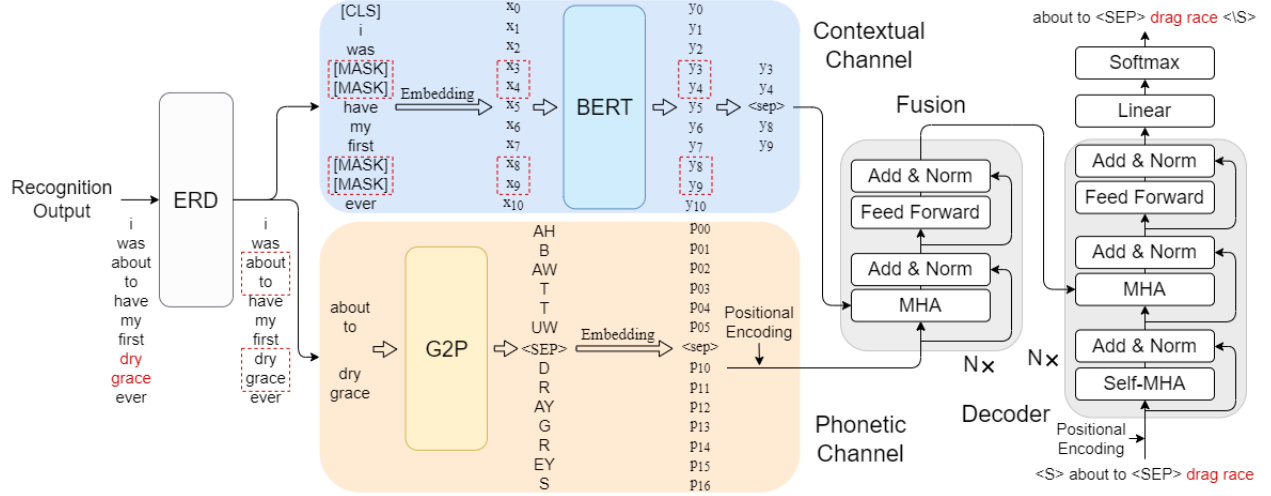 Recognition
Output
i
was
about
to
have
my
first
dry
grace
ever
ERD
i
was
about
to
have
my
first
dry
grace
ever
[CLS]
i
was
[MASK]
[MASK]
have
my
first
[MASK]
[MASK]
ever
Embedding
x0
x1
x2
x3
x4
x5
x6
x7
x8
x9
x10
BERT
y0
y1
y2
y3
y4
y5
y6
y7
y8
y9
y10
y3
y4
<sep>
y8
y9
Contextual
Channel
about
to
dry
grace
G2P
AH
B
AW
T
T
UW
<SEP>
D
R
AY
G
R
EY
S
Embedding
p00
p01
p02
p03
p04
p05
<sep>
p10
p11
p12
p13
p14
p15
p16
Positional
Encoding
Phonetic
Channel
Fusion
Add & Norm
Feed Forward
Add & Norm
MHA
N×
about to <SEP> drag race <\S>
Softmax
Linear
Add & Norm
Feed Forward
Add & Norm
MHA
Add & Norm
Self-MHA
N×
Decoder
Positional
Encoding
<S> about to <SEP> drag race